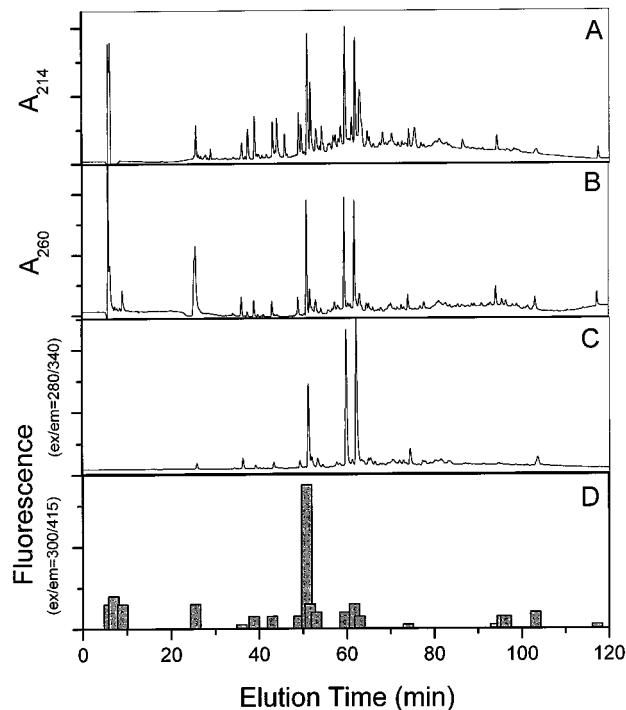 A
A214
B
A260
C
(ex/em=280/340)
D
Fluorescence
(ex/em=300/415)
0 20 40 60 80 100 120
Elution Time (min)